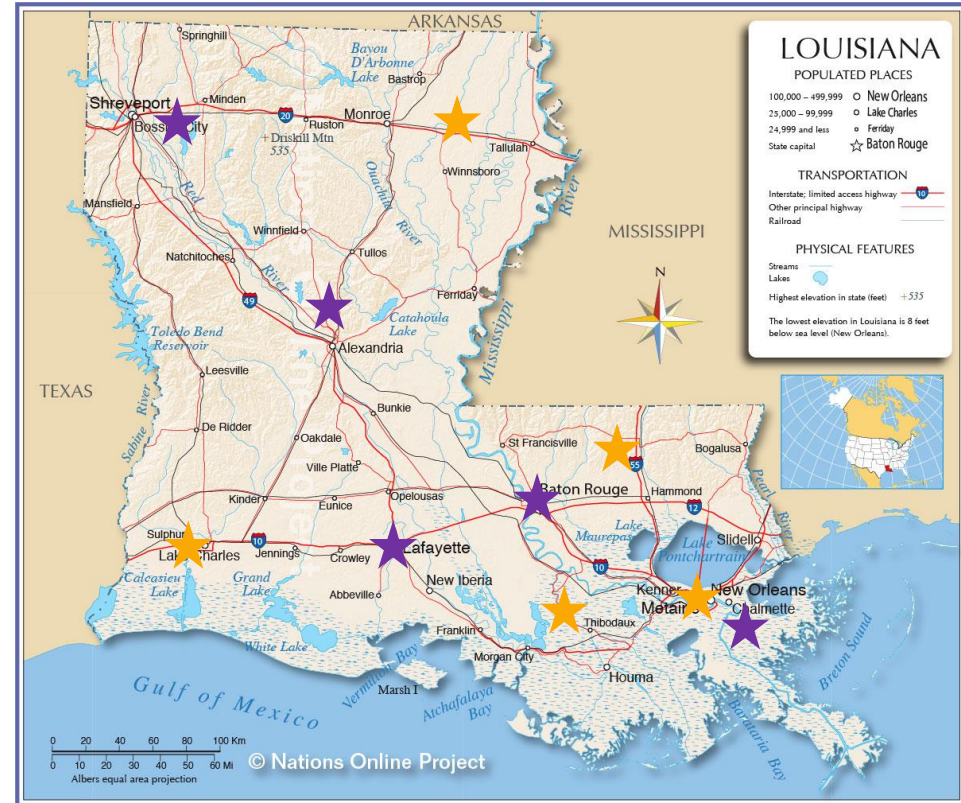 ARKANSAS
Springhill
Bayou
D'Arbonne
Lake
Bastrop
Shreveport
Minden
Monroe
Bossier City
20
Ruston
+Driskill Mtn
535
Tallulah
Winnsboro
Red
Ouachita
River
River
Mansfield
Winnfield
Tullos
Natchitoches
River
49
Ferriday
MISSISSIPPI
Catahoula
Lake
Mississippi
Toledo Bend
Reservoir
Alexandria
TEXAS
Leesville
Sabine River
De Ridder
Bunkie
Oakdale
St Francisville
Bogalusa
55
Ville Platte
Pearl River
Kinder
Opelousas
Baton Rouge
Hammond
Eunice
12
Sulphur
10
Lake Charles
Jennings
Crowley
Lafayette
Lake
Maurepas
Lake
Pontchartrain
Slidell
10
Calcasieu
Lake
Grand
Lake
New Iberia
Abbeville
Kenner
New Orleans
Metairie
Chalmette
Thibodaux
Franklin
White Lake
Morgan City
Houma
Marsh I
Vermilion Bay
Atchafalaya
Bay
Barataria Bay
Breton Sound
Gulf of Mexico
0 20 40 60 80 100 Km
0 10 20 30 40 50 60 Mi
Albers equal area projection
© Nations Online Project
LOUISIANA
POPULATED PLACES
100,000 – 499,999 New Orleans
25,000 – 99,999 Lake Charles
24,999 and less Ferriday
State capital Baton Rouge
TRANSPORTATION
Interstate; limited access highway 10
Other principal highway
Railroad
PHYSICAL FEATURES
Streams
Lakes
Highest elevation in state (feet) +535
The lowest elevation in Louisiana is 8 feet
below sea level (New Orleans).
N